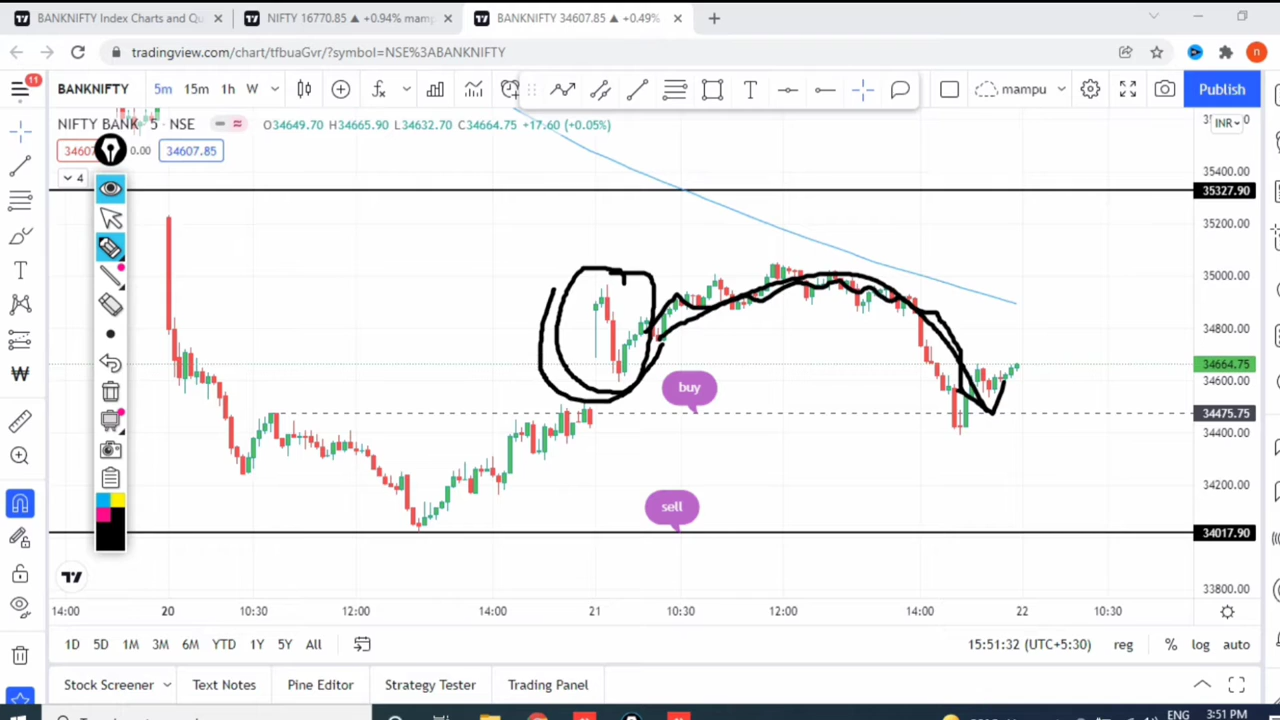 BANKNIFTY Index Charts and Qu
NIFTY 16770.85 ▲ +0.94% mamp
BANKNIFTY 34607.85 ▲ +0.49%
tradingview.com/chart/tfbuaGvr/?symbol=NSE%3ABANKNIFTY
n
11
BANKNIFTY 5m 15m 1h W
T
mampu
Publish
NIFTY BANK 5 · NSE O34649.70 H34665.90 L34632.70 C34664.75 +17.60 (+0.05%)
INR
0.00 34607.85
4
35400.00
35327.90
35200.00
35000.00
34800.00
34664.75
34600.00
buy
34475.75
34400.00
34200.00
sell
34017.90
33800.00
14:00 20 10:30 12:00 14:00 21 10:30 12:00 14:00 22 10:30
1D 5D 1M 3M 6M YTD 1Y 5Y All
15:51:32 (UTC+5:30) reg % log auto
Stock Screener Text Notes Pine Editor Strategy Tester Trading Panel
ENG 3:51 PM